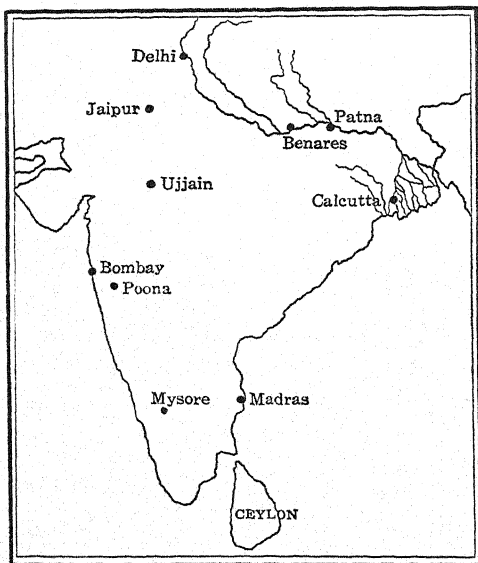 Delhi
Jaipur
Patna
Benares
Ujjain
Calcutta
Bombay
Poona
Mysore
Madras
CEYLON